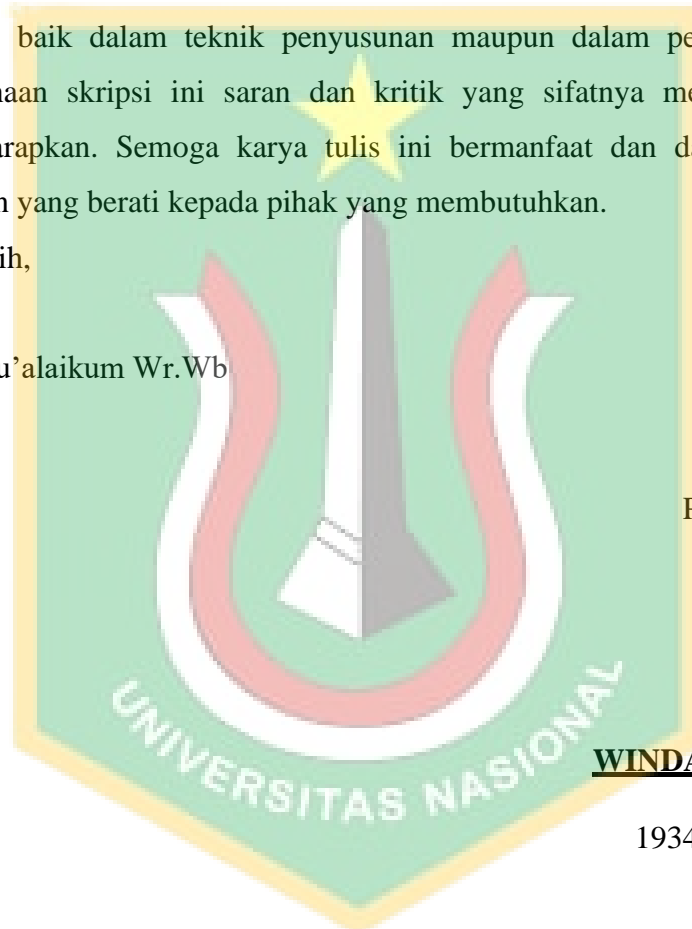 baik dalam teknik penyusunan maupun dalam pe
naan skripsi ini saran dan kritik yang sifatnya me
arapkan. Semoga karya tulis ini bermanfaat dan da
n yang berati kepada pihak yang membutuhkan.
ih,
u’alaikum Wr.Wb
P
WINDA
1934
UNIVERSITAS NASIONAL